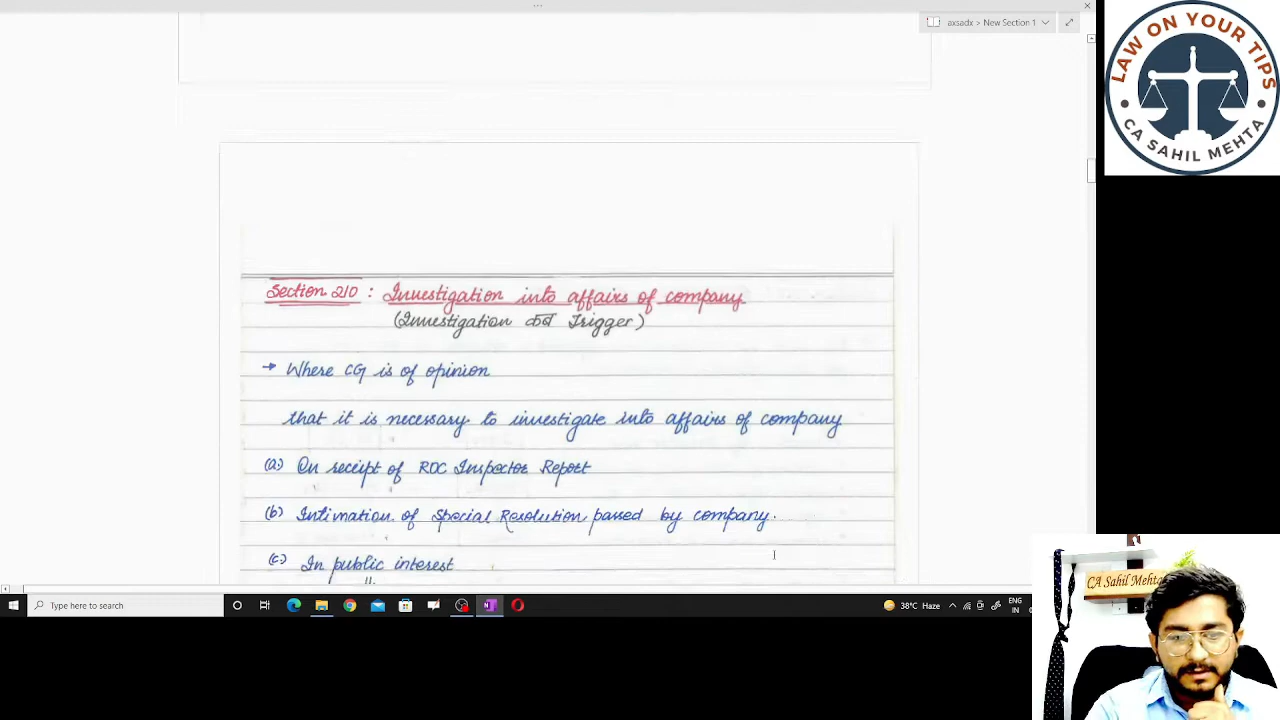 axsadx > New Section 1
LAW ON YOUR TIPS
CA SAHIL MEHTA
Section 210 : Investigation into affairs of company
(Investigation का Trigger)
→ Where CG is of opinion
that it is necessary to investigate into affairs of company
(a) On receipt of ROC Inspector Report
(b) Intimation of Special Resolution passed by company.
(c) In public interest
CA Sahil Mehta
Type here to search
38°C Haze
ENG
IN